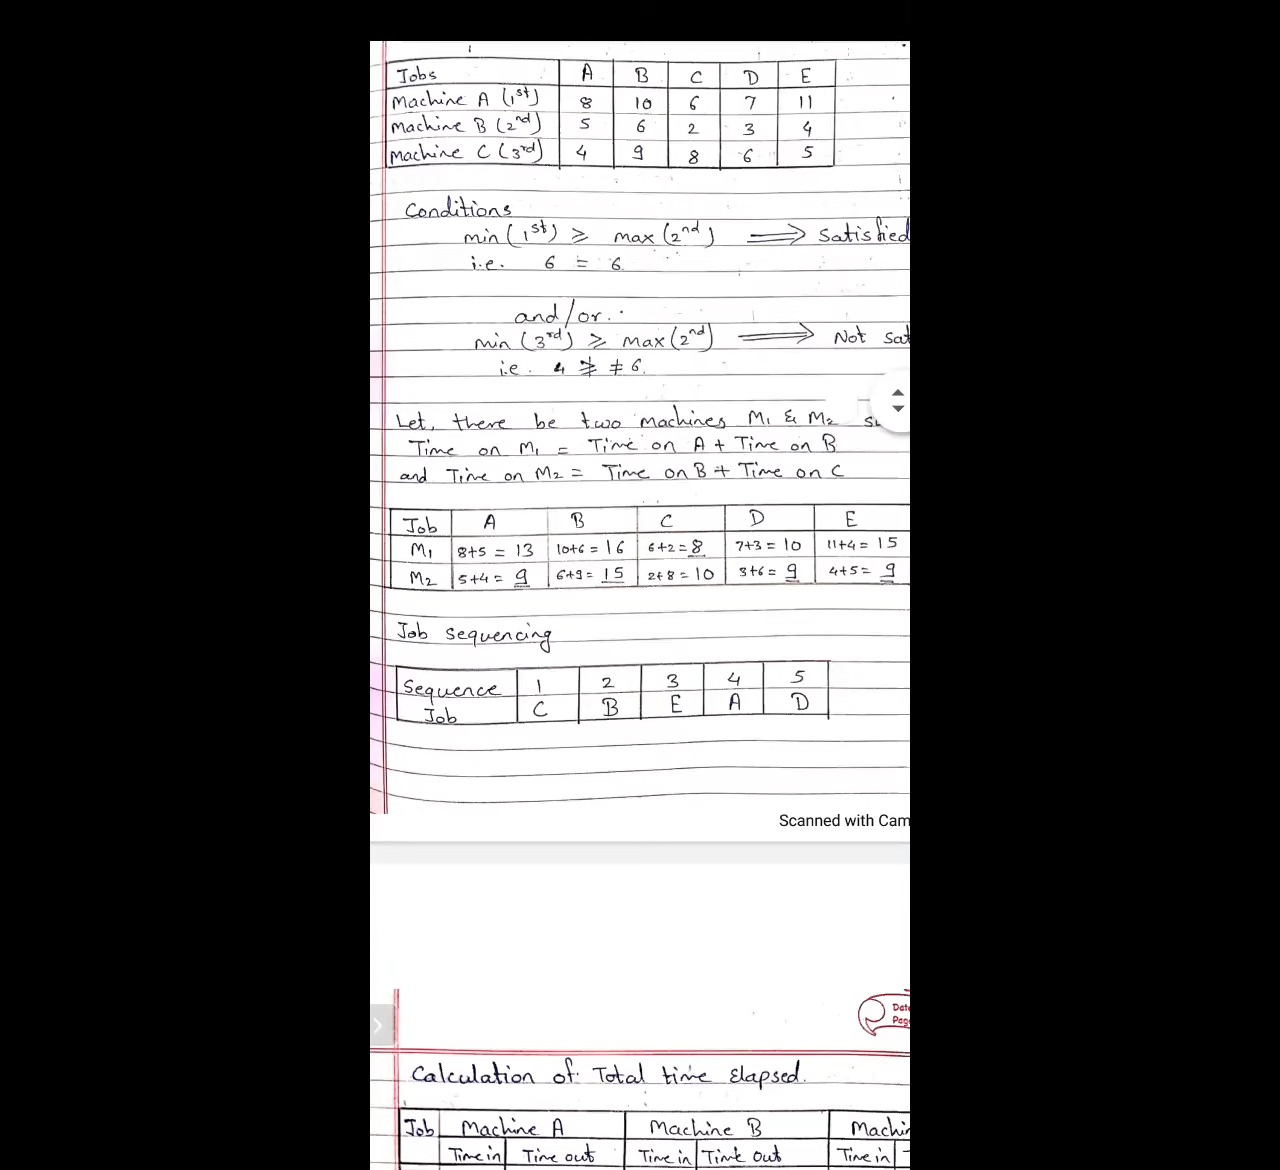 Jobs A B C D E
Machine A (1st) 8 10 6 7 11
Machine B (2nd) 5 6 2 3 4
Machine C (3rd) 4 9 8 6 5
Conditions
min (1st) ⩾ max (2nd) ⟹ Satisfied
i.e. 6 = 6
and/or
min (3rd) ⩾ max (2nd) ⟹ Not sat
i.e. 4 ≱ ≠ 6.
Let, there be two machines M1 & M2
Time on M1 = Time on A + Time on B
and Time on M2 = Time on B + Time on C
Job A B C D E
M1 8+5 = 13 10+6 = 16 6+2 = 8 7+3 = 10 11+4 = 15
M2 5+4 = 9 6+9 = 15 2+8 = 10 3+6 = 9 4+5 = 9
Job sequencing
Sequence 1 2 3 4 5
Job C B E A D
Scanned with Cam
Date
Page
Calculation of Total time Elapsed.
Job Machine A Machine B Machin
Time in Time out Time in Time out Time in